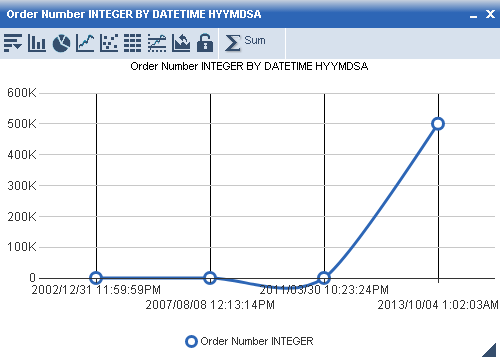 Order Number INTEGER BY DATETIME HYYMDSA
Sum
Order Number INTEGER BY DATETIME HYYMDSA
600K
500K
400K
300K
200K
100K
0
2002/12/31 11:59:59PM
2011/03/30 10:23:24PM
2007/08/08 12:13:14PM
2013/10/04 1:02:03AM
Order Number INTEGER